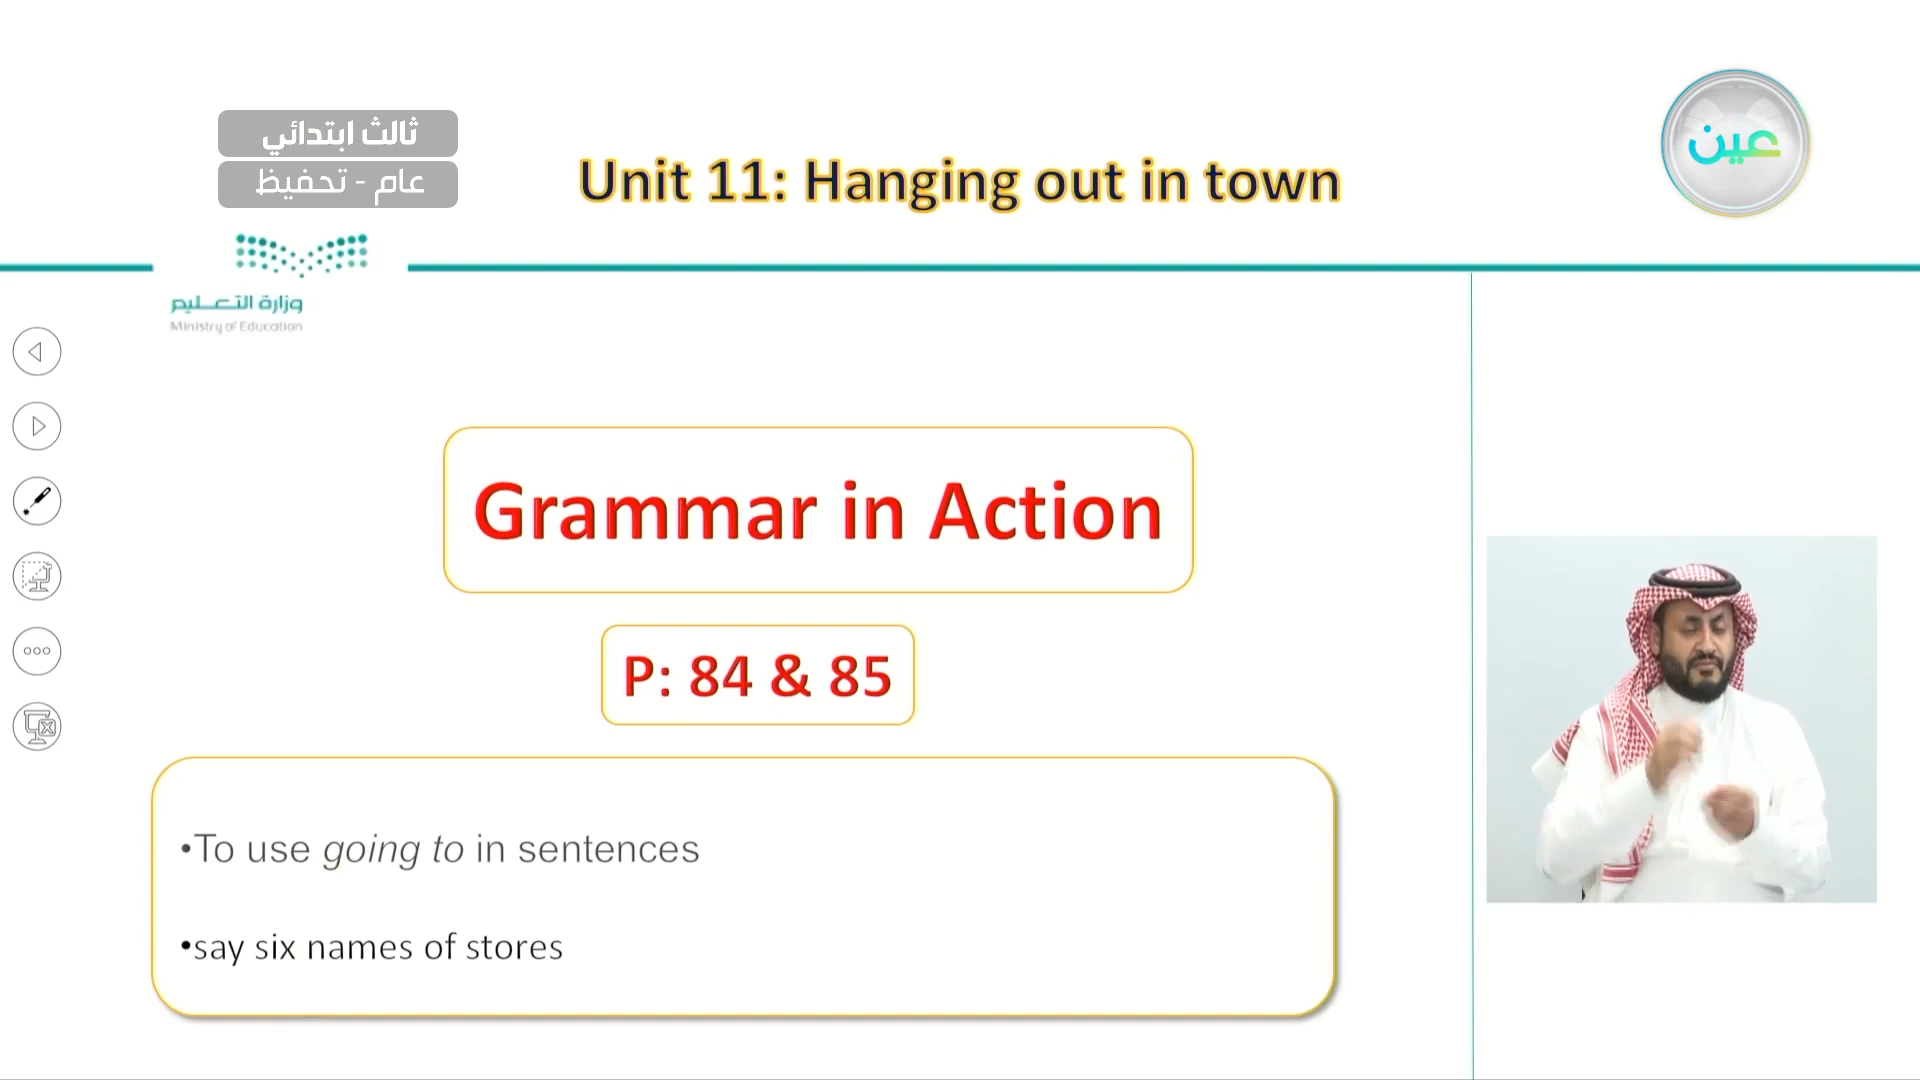 ثالث ابتدائي
عام - تحفيظ
Unit 11: Hanging out in town
عين
وزارة التعليم
Ministry of Education
Grammar in Action
P: 84 & 85
•To use going to in sentences
•say six names of stores